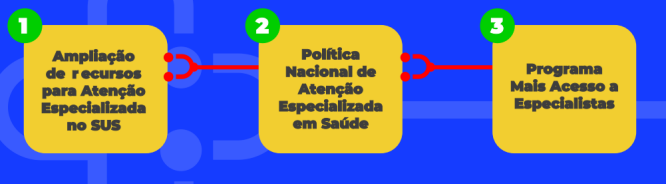 1
Ampliação
de r ecursos
para Atenção
Especializada
no SUS
2
Política
Nacional de
Atenção
Especializada
em Saúde
3
Programa
Mais Acesso a
Especialistas